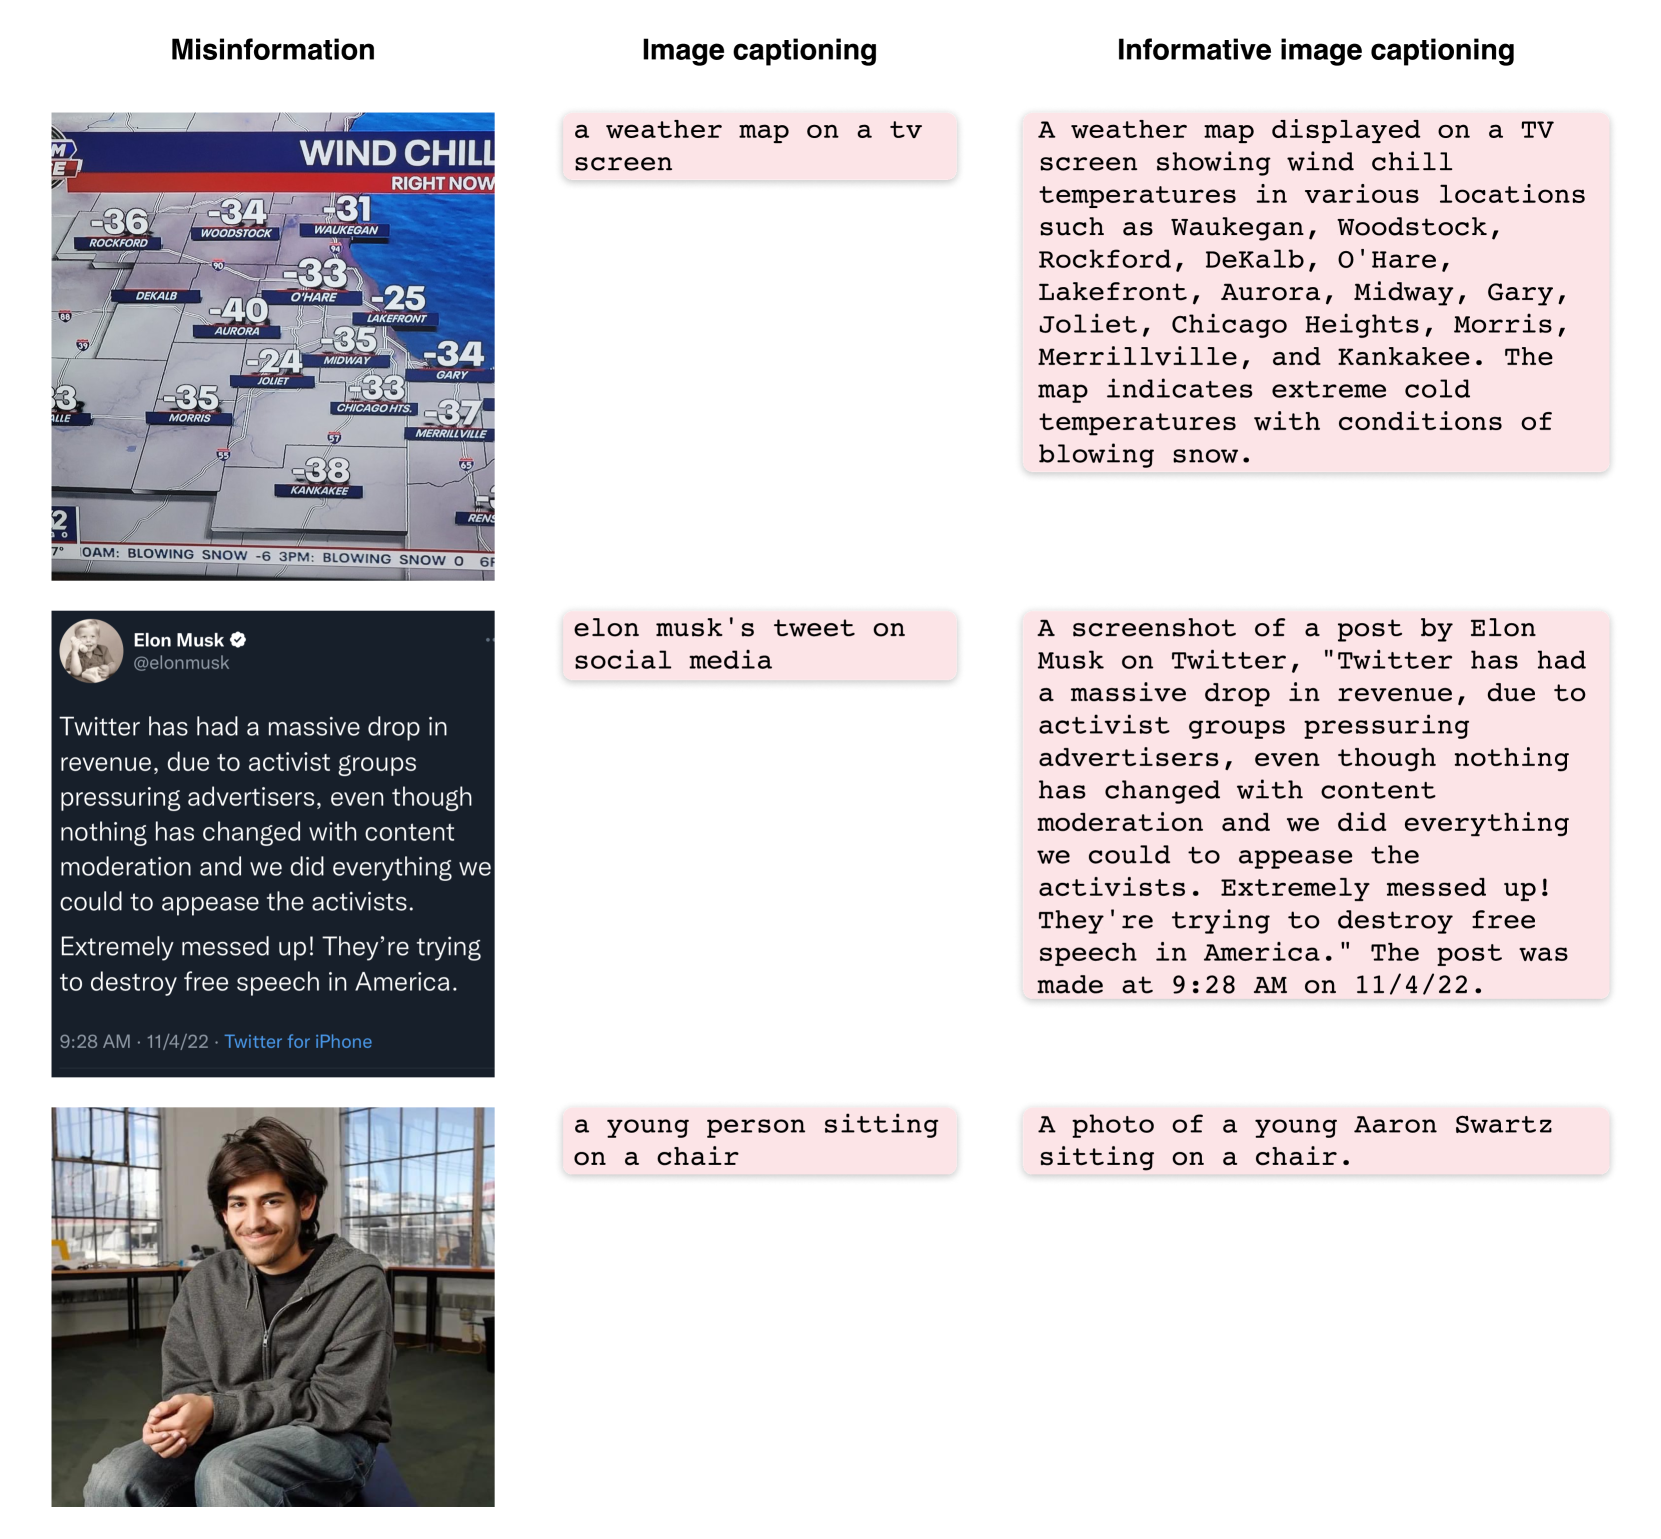 Misinformation
Image captioning
Informative image captioning
WIND CHILL
RIGHT NOW
-36
ROCKFORD
-34
WOODSTOCK
-31
WAUKEGAN
94
90
-33
O'HARE
DEKALB
-25
LAKEFRONT
-40
AURORA
88
39
-35
MIDWAY
-34
GARY
-24
JOLIET
-33
CHICAGO HTS.
-35
MORRIS
-37
MERRILLVILLE
57
55
65
-38
KANKAKEE
BLOWING SNOW -6 3PM: BLOWING SNOW 0
a weather map on a tv
screen
A weather map displayed on a TV
screen showing wind chill
temperatures in various locations
such as Waukegan, Woodstock,
Rockford, DeKalb, O'Hare,
Lakefront, Aurora, Midway, Gary,
Joliet, Chicago Heights, Morris,
Merrillville, and Kankakee. The
map indicates extreme cold
temperatures with conditions of
blowing snow.
Elon Musk
@elonmusk
Twitter has had a massive drop in
revenue, due to activist groups
pressuring advertisers, even though
nothing has changed with content
moderation and we did everything we
could to appease the activists.
Extremely messed up! They’re trying
to destroy free speech in America.
9:28 AM · 11/4/22 · Twitter for iPhone
elon musk's tweet on
social media
A screenshot of a post by Elon
Musk on Twitter, "Twitter has had
a massive drop in revenue, due to
activist groups pressuring
advertisers, even though nothing
has changed with content
moderation and we did everything
we could to appease the
activists. Extremely messed up!
They're trying to destroy free
speech in America." The post was
made at 9:28 AM on 11/4/22.
a young person sitting
on a chair
A photo of a young Aaron Swartz
sitting on a chair.